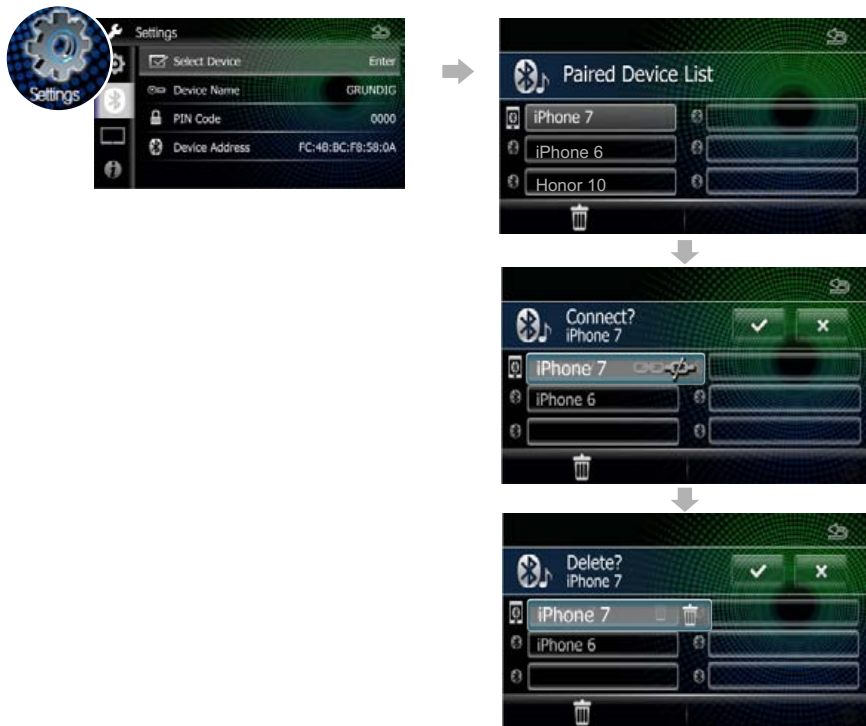 Settings
Settings
Select Device Enter
Device Name GRUNDIG
PIN Code 0000
Device Address FC:4B:BC:F8:58:0A
Paired Device List
iPhone 7
iPhone 6
Honor 10
Connect?
iPhone 7
iPhone 7
iPhone 6
Delete?
iPhone 7
iPhone 7
iPhone 6